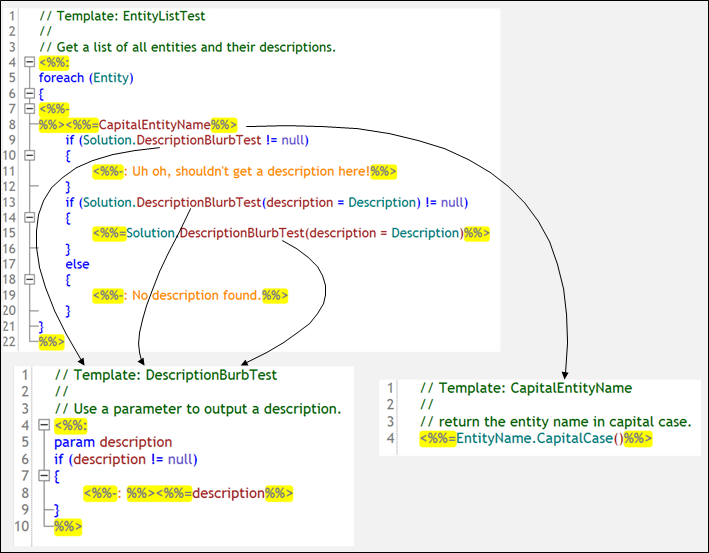 1 // Template: EntityListTest
2 //
3 // Get a list of all entities and their descriptions.
4 <%%:
5 foreach (Entity)
6 {
7 <%%-
8 %%><%%=CapitalEntityName%%>
9 if (Solution.DescriptionBlurbTest != null)
10 {
11 <%%-: Uh oh, shouldn't get a description here!%%>
12 }
13 if (Solution.DescriptionBlurbTest(description = Description) != null)
14 {
15 <%%=Solution.DescriptionBlurbTest(description = Description)%%>
16 }
17 else
18 {
19 <%%-: No description found.%%>
20 }
21 }
22 %%>
1 // Template: DescriptionBurbTest
2 //
3 // Use a parameter to output a description.
4 <%%:
5 param description
6 if (description != null)
7 {
8 <%%-: %%><%%=description%%>
9 }
10 %%>
1 // Template: CapitalEntityName
2 //
3 // return the entity name in capital case.
4 <%%=EntityName.CapitalCase()%%>